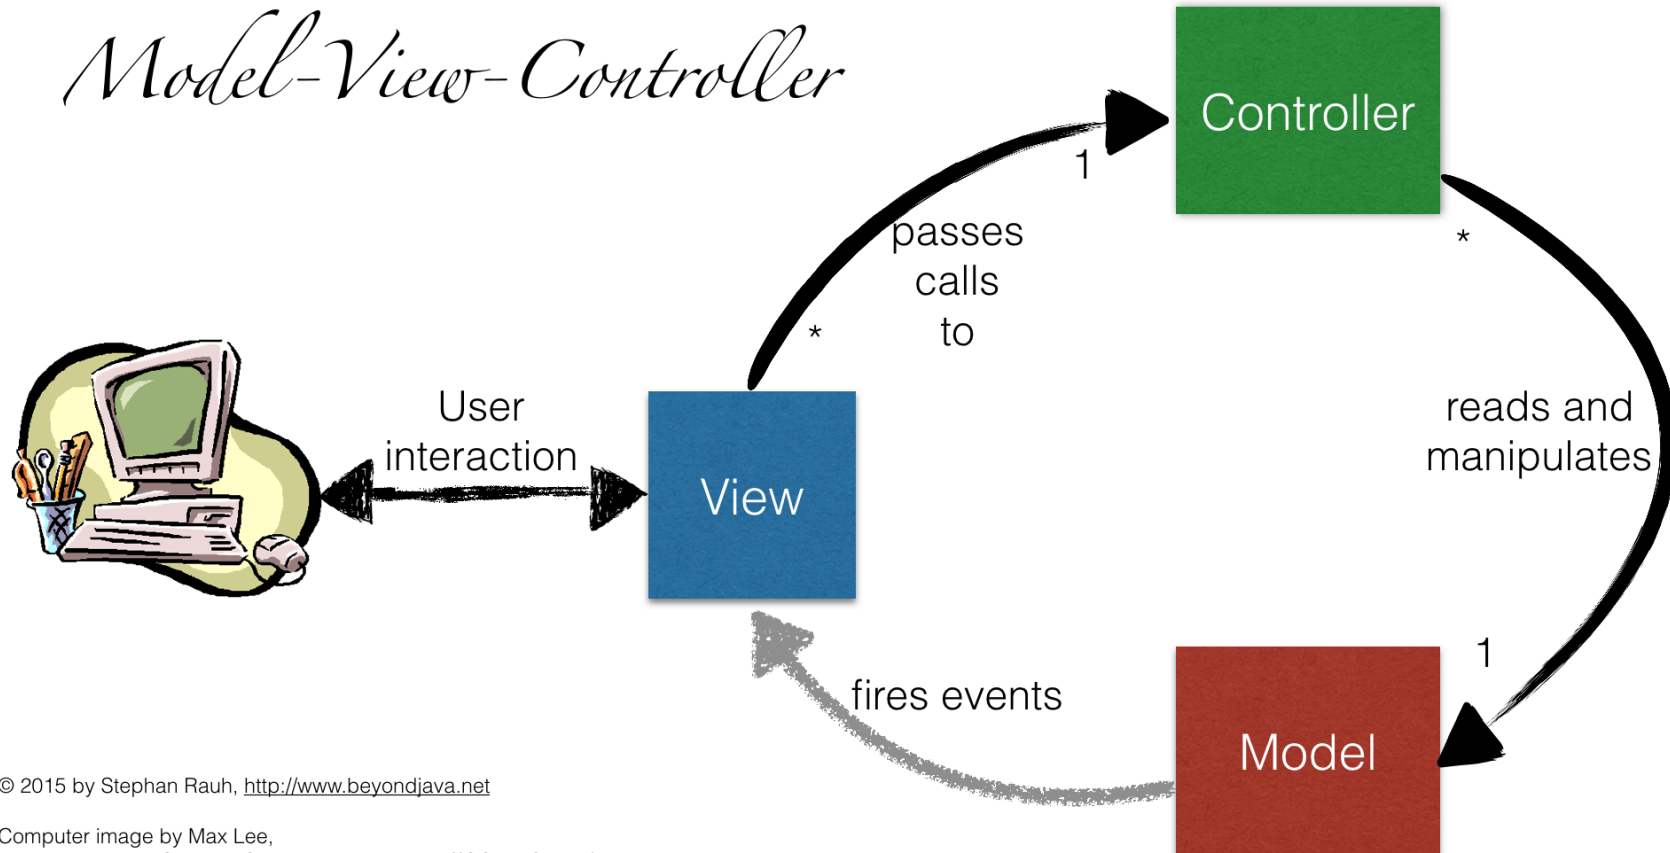 Model-View-Controller
Controller
1
*
passes
calls
to
*
User
interaction
reads and
manipulates
View
1
fires events
Model
© 2015 by Stephan Rauh, http://www.beyondjava.net
Computer image by Max Lee,